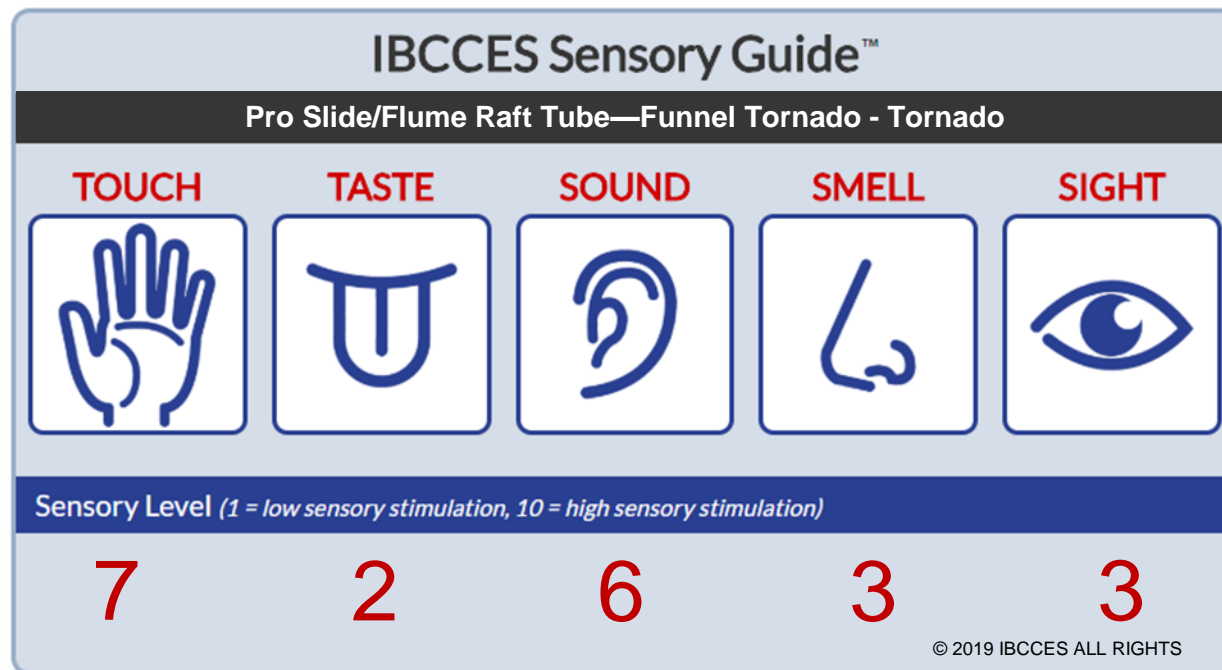 IBCCES Sensory Guide™
Pro Slide/Flume Raft Tube—Funnel Tornado - Tornado
TOUCH TASTE SOUND SMELL SIGHT
Sensory Level (1 = low sensory stimulation, 10 = high sensory stimulation)
7 2 6 3 3
© 2019 IBCCES ALL RIGHTS